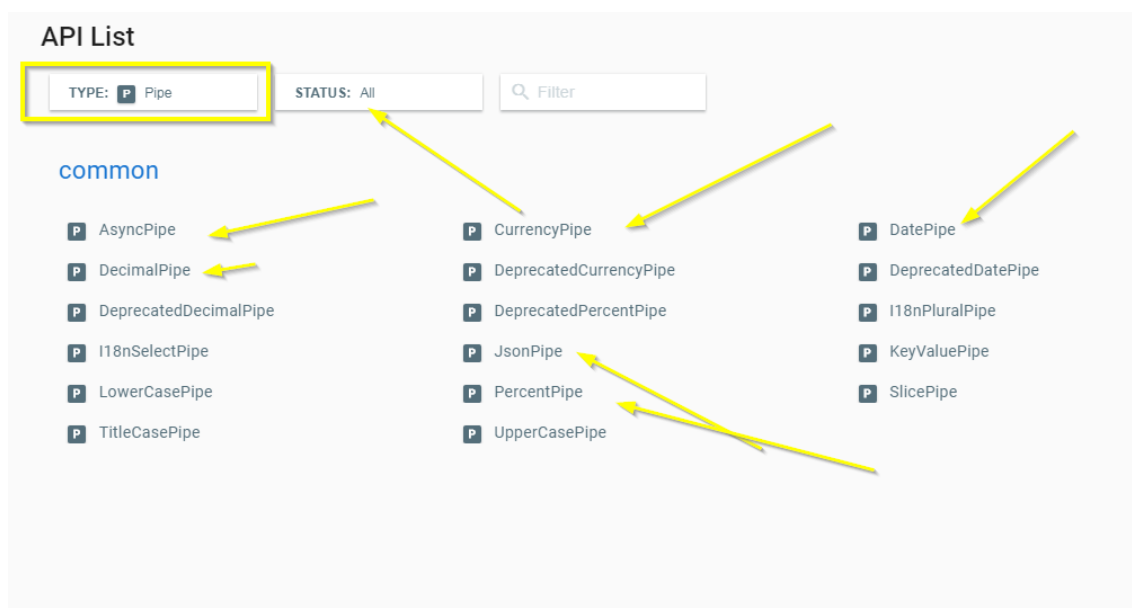 API List
TYPE: P Pipe STATUS: All Filter
common
P AsyncPipe P CurrencyPipe P DatePipe
P DecimalPipe P DeprecatedCurrencyPipe P DeprecatedDatePipe
P DeprecatedDecimalPipe P DeprecatedPercentPipe P I18nPluralPipe
P I18nSelectPipe P JsonPipe P KeyValuePipe
P LowerCasePipe P PercentPipe P SlicePipe
P TitleCasePipe P UpperCasePipe